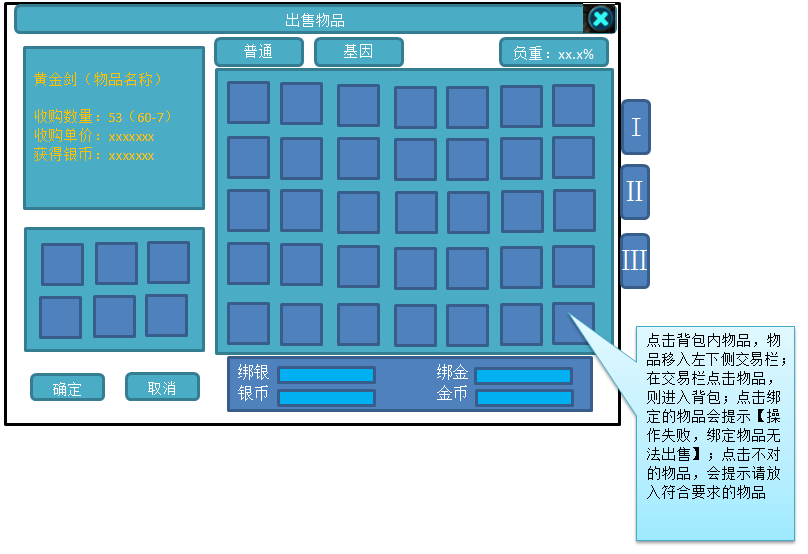 出售物品
普通
基因
负重：xx.x%
黄金剑（物品名称）
收购数量：53（60-7）
收购单价：xxxxxxx
获得银币：xxxxxxx
I
II
III
确定
取消
绑银
绑金
银币
金币
点击背包内物品，物
品移入左下侧交易栏；
在交易栏点击物品，
则进入背包；点击绑
定的物品会提示【操
作失败，绑定物品无
法出售】；点击不对
的物品，会提示请放
入符合要求的物品